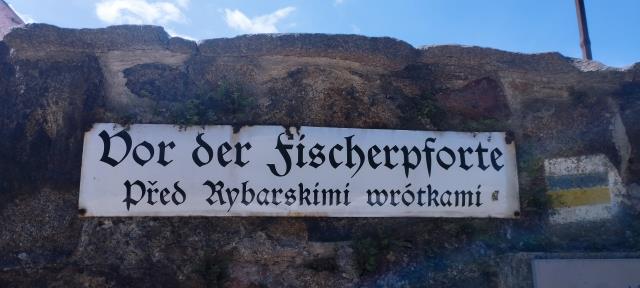 Vor der Fischerpforte
Před Rybarskimi wrótkami